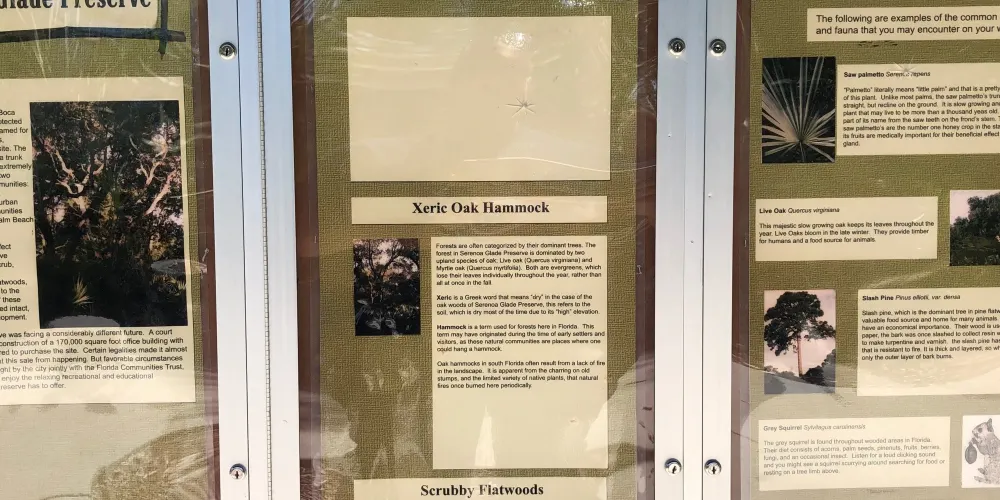 Glade Preserve
Boca
tected
amed for
site. The
a trunk
extremely
two
munities:
urban
unities
alm Beach
fect
ve
crub,
atwoods,
to the
these
ed intact,
opment.
ve was facing a considerably different future. A court
construction of a 170,000 square foot office building with
red to purchase the site. Certain legalities made it almost
t this sale from happening. But favorable circumstances
ght by the city jointly with the Florida Communities Trust,
enjoy the relaxing recreational and educational
reserve has to offer.
Xeric Oak Hammock
Forests are often categorized by their dominant trees. The
forest in Serenoa Glade Preserve is dominated by two
upland species of oak; Live oak (Quercus virginiana) and
Myrtle oak (Quercus myrtifolia). Both are evergreens, which
lose their leaves individually throughout the year, rather than
all at once in the fall.
Xeric is a Greek word that means "dry" in the case of the
oak woods of Serenoa Glade Preserve, this refers to the
soil, which is dry most of the time due to its "high" elevation.
Hammock is a term used for forests here in Florida. This
term may have originated during the time of early settlers and
visitors, as these natural communities are places where one
could hang a hammock.
Oak hammocks in south Florida often result from a lack of fire
in the landscape. It is apparent from the charring on old
stumps, and the limited variety of native plants, that natural
fires once burned here periodically.
Scrubby Flatwoods
The following are examples of the common
and fauna that you may encounter on your
Saw palmetto Serenoa repens
"Palmetto" literally means "little palm" and that is a pretty
of this plant. Unlike most palms, the saw palmetto's trun
straight, but recline on the ground. It is slow growing and
plant that may live to be more than a thousand yeas old.
part of its name from the saw teeth on the frond's stem.
saw palmetto's are the number one honey crop in the sta
its fruits are medically important for their beneficial effect
gland.
Live Oak Quercus virginiana
This majestic slow growing oak keeps its leaves throughout the
year. Live Oaks bloom in the late winter. They provide timber
for humans and a food source for animals.
Slash Pine Pinus elliotii, var. densa
Slash pine, which is the dominant tree in pine flatw
valuable food source and home for many animals
have an economical importance. Their wood is us
paper, the bark was once slashed to collect resin
to make turpentine and varnish. the slash pine ha
that is resistant to fire. It is thick and layered, so wh
only the outer layer of bark burns.
Grey Squirrel Sylvilagus carolinensis
The grey squirrel is found throughout wooded areas in Florida.
Their diet consists of acorns, palm seeds, pinenuts, fruits, berries,
fungi, and an occasional insect. Listen for a loud clicking sound
and you might see a squirrel scurrying around searching for food or
resting on a tree limb above.